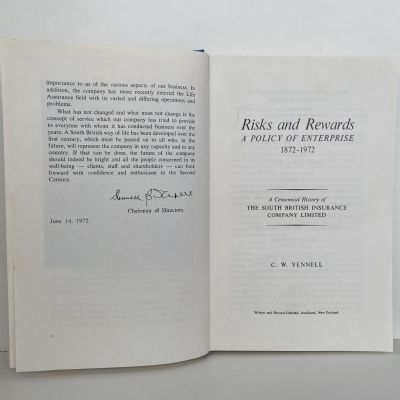 importance to us of the various aspects of our business. In
addition, the company has more recently entered the Life
Assurance field with its varied and differing operations and
problems.
What has not changed and what must not change is the
concept of service which our company has tried to provide
to everyone with whom it has conducted business over the
years. A South British way of life has been developed over the
first century, which must be passed on to all who, in the
future, will represent the company in any capacity and in any
country. If that can be done, the future of the company
should indeed be bright and all the people concerned in its
well-being — clients, staff and shareholders — can look
forward with confidence and enthusiasm to the Second
Century.
Chairman of Directors.
June 14, 1972.
Risks and Rewards
A POLICY OF ENTERPRISE
1872-1972
A Centennial History of
THE SOUTH BRITISH INSURANCE
COMPANY LIMITED
C. W. VENNELL
Wilson and Horton Limited, Auckland, New Zealand